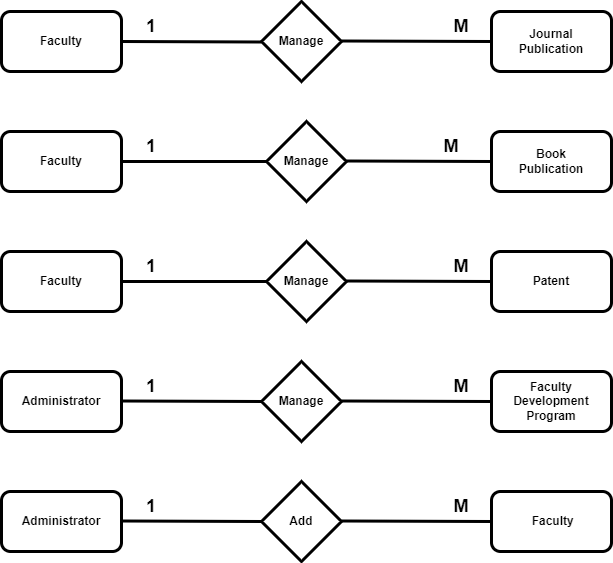 1 M
Faculty Manage Journal
Publication
1 M
Faculty Manage Book
Publication
1 M
Faculty Manage Patent
1 M
Administrator Manage Faculty
Development
Program
1 M
Administrator Add Faculty